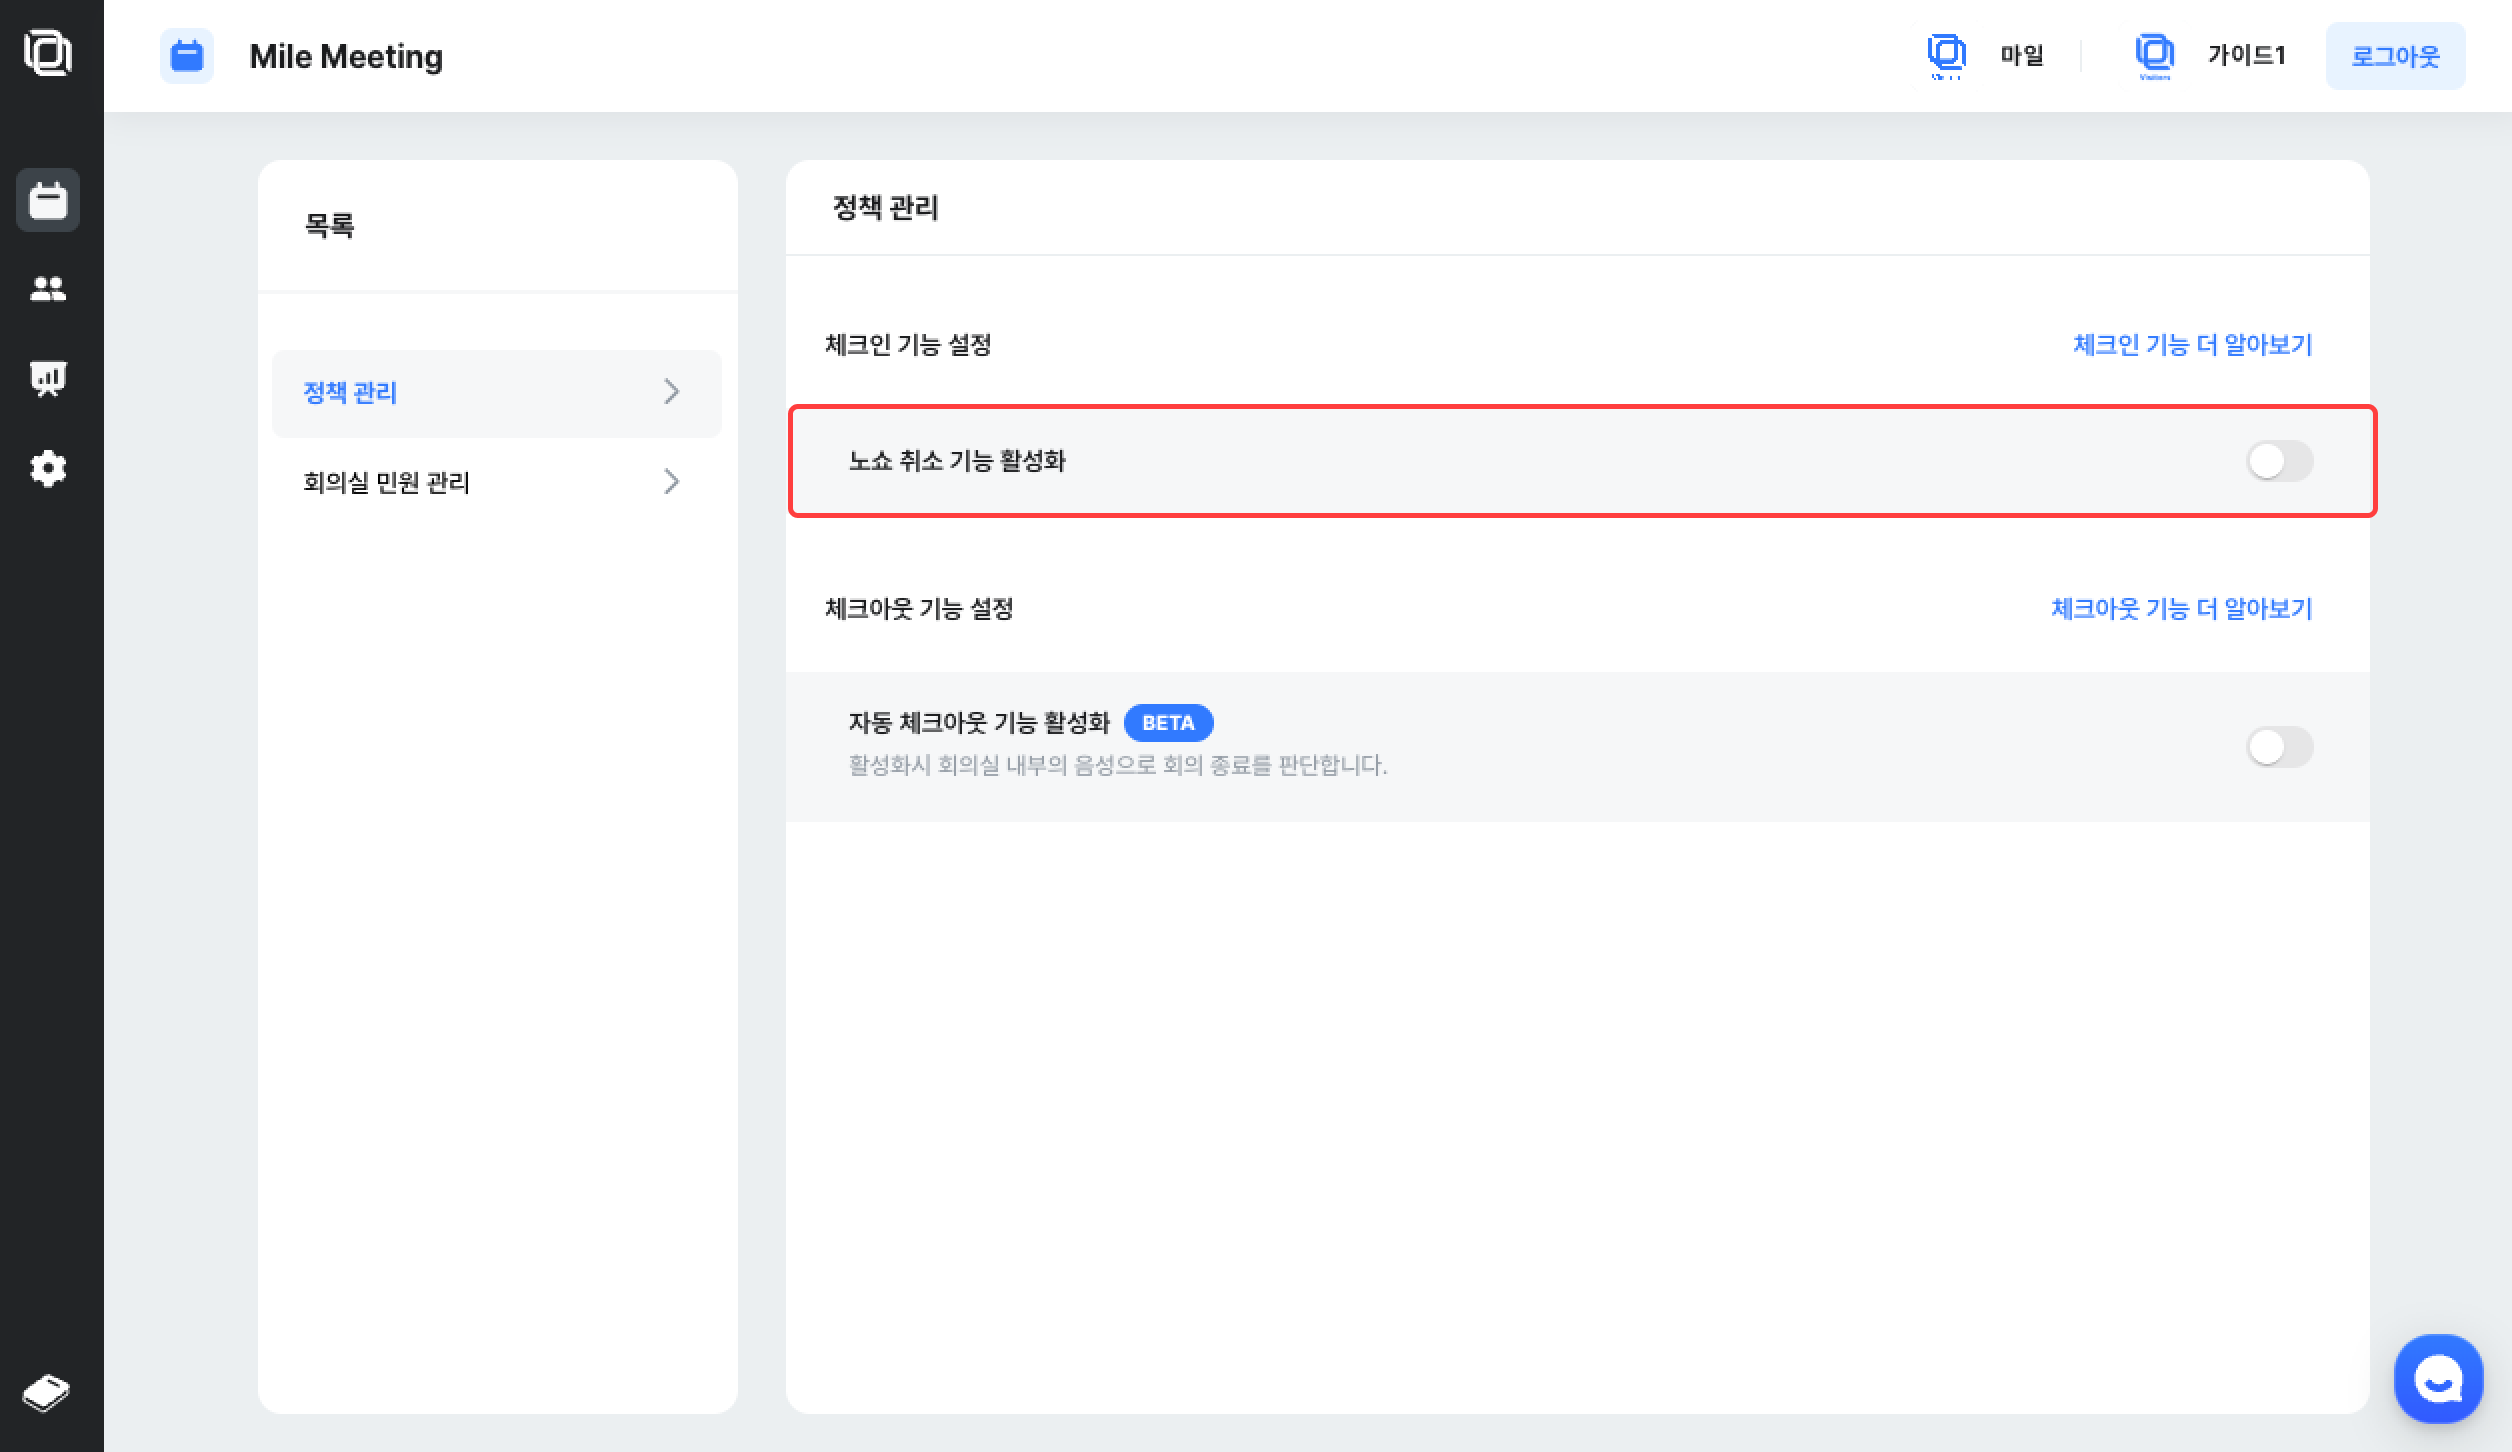 Mile Meeting
마일
가이드1
로그아웃
목록
정책 관리
회의실 민원 관리
정책 관리
체크인 기능 설정
체크인 기능 더 알아보기
노쇼 취소 기능 활성화
체크아웃 기능 설정
체크아웃 기능 더 알아보기
자동 체크아웃 기능 활성화 BETA
활성화시 회의실 내부의 음성으로 회의 종료를 판단합니다.